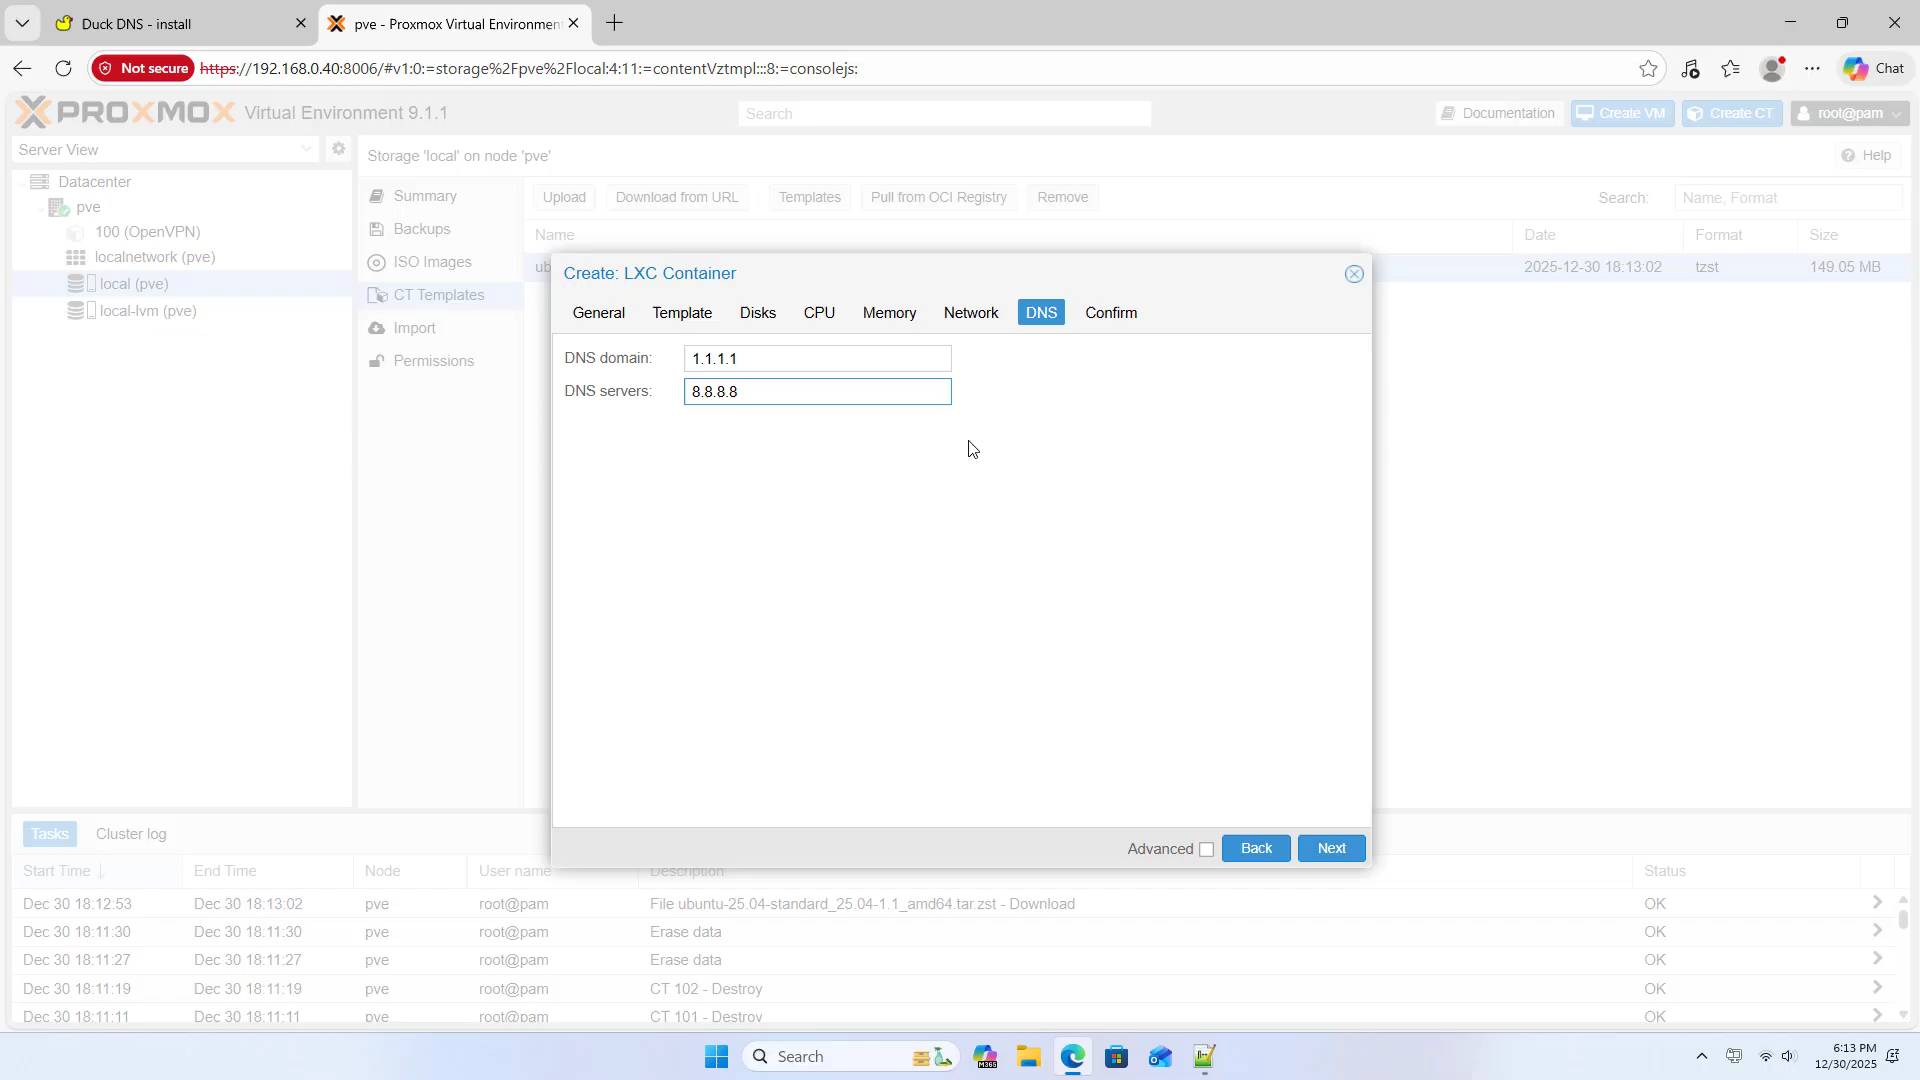 Duck DNS - install
pve - Proxmox Virtual Environmen
Not secure
https://192.168.0.40:8006/#v1:0:=storage%2Fpve%2Flocal:4:11:=contentVztmpl:::8:=consolejs:
Chat
PROXMOX Virtual Environment 9.1.1
Search
Documentation
Create VM
Create CT
root@pam
Server View
Storage 'local' on node 'pve'
Help
Datacenter
pve
100 (OpenVPN)
localnetwork (pve)
local (pve)
local-lvm (pve)
Summary
Backups
ISO Images
CT Templates
Import
Permissions
Upload
Download from URL
Templates
Pull from OCI Registry
Remove
Search:
Name, Format
Name
Date
Format
Size
ub
2025-12-30 18:13:02
tzst
149.05 MB
Create: LXC Container
General
Template
Disks
CPU
Memory
Network
DNS
Confirm
DNS domain:
1.1.1.1
DNS servers:
8.8.8.8
Advanced
Back
Next
Tasks
Cluster log
Start Time
End Time
Node
User name
Description
Status
Dec 30 18:12:53
Dec 30 18:13:02
pve
root@pam
File ubuntu-25.04-standard_25.04-1.1_amd64.tar.zst - Download
OK
Dec 30 18:11:30
Dec 30 18:11:30
pve
root@pam
Erase data
OK
Dec 30 18:11:27
Dec 30 18:11:27
pve
root@pam
Erase data
OK
Dec 30 18:11:19
Dec 30 18:11:19
pve
root@pam
CT 102 - Destroy
OK
Dec 30 18:11:11
Dec 30 18:11:11
pve
root@pam
CT 101 - Destroy
OK
Search
M365
6:13 PM
12/30/2025